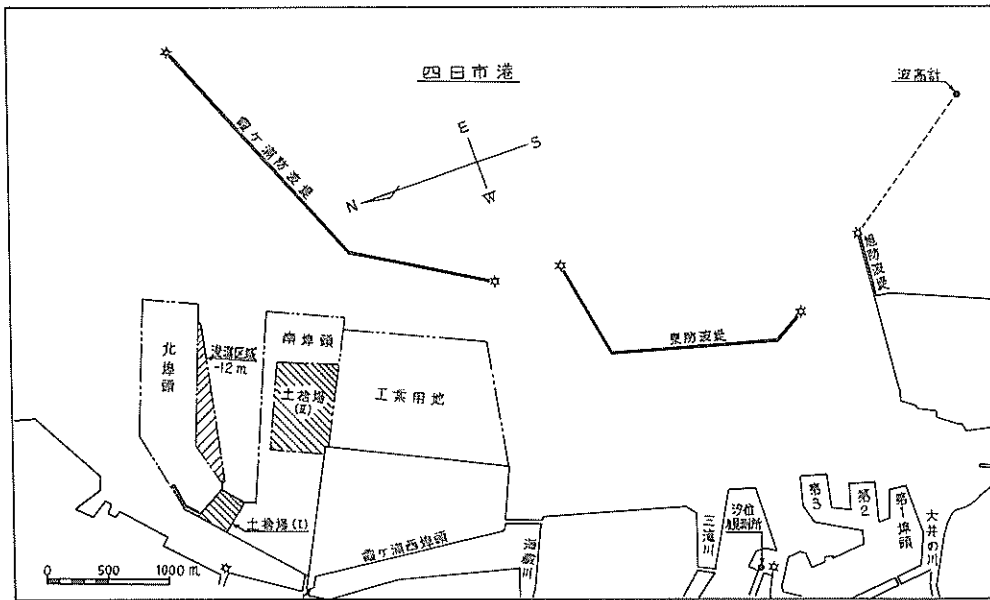 四日市港
波高計
霞ケ浦防波堤
E
S
N
W
旭防波堤
東防波堤
北埠頭
浚渫区域
-12m
南埠頭
土捨場
(Ⅱ)
工業用地
土捨場(Ⅰ)
霞ケ浦西埠頭
海蔵川
三滝川
汐位
観測所
第3
第2
第1埠頭
大井の川
0 500 1000 m